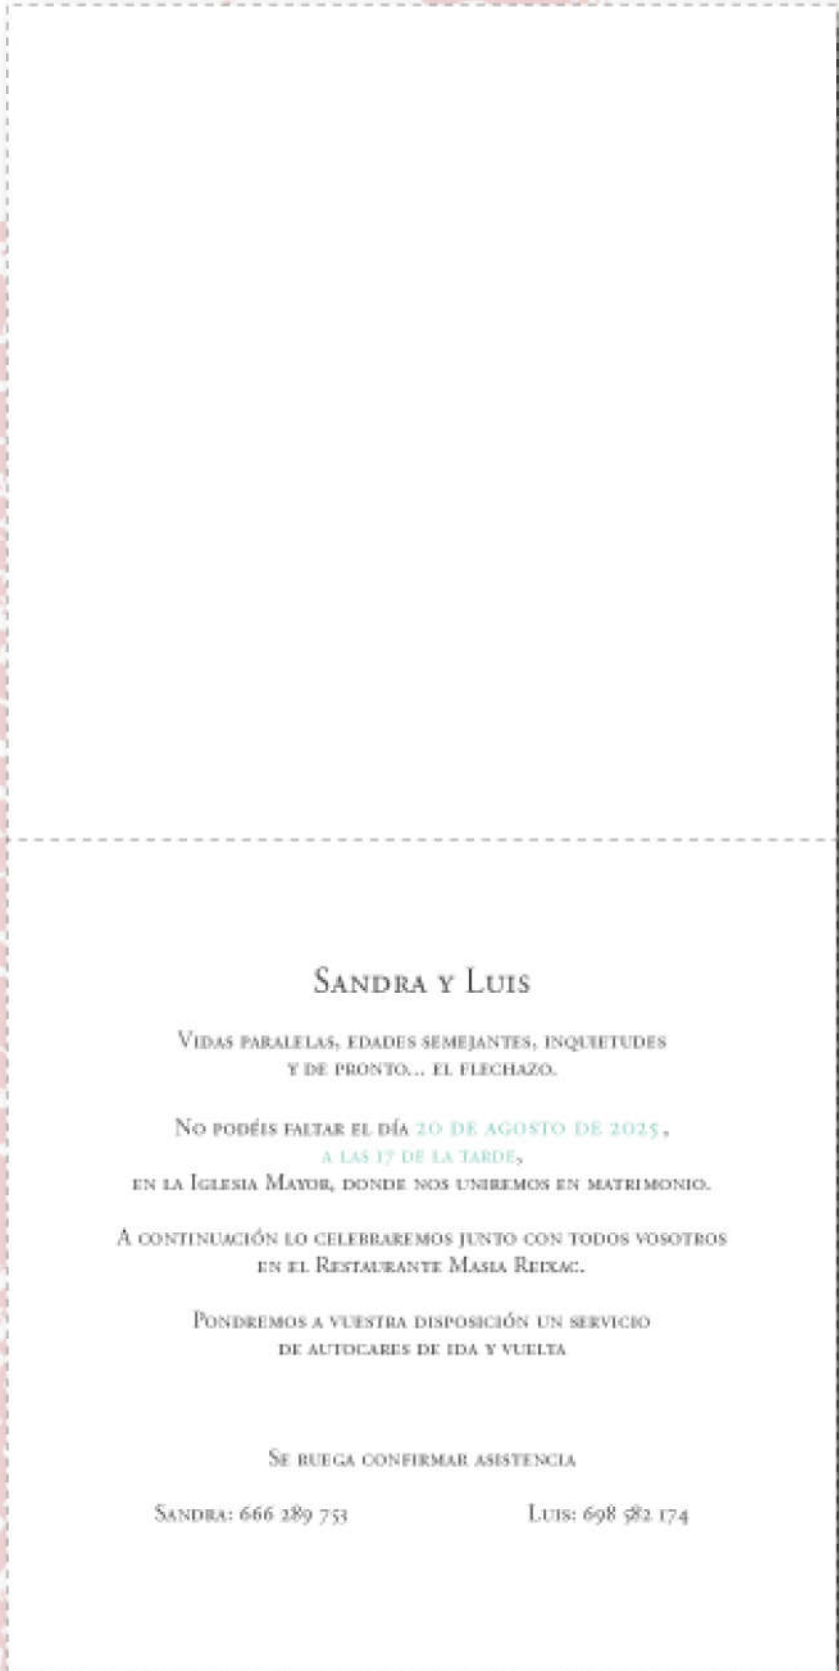 Sandra y Luis
Vidas paralelas, edades semejantes, inquietudes
y de pronto... el flechazo.
No podéis faltar el día 20 de agosto de 2025,
a las 17 de la tarde,
en la Iglesia Mayor, donde nos uniremos en matrimonio.
A continuación lo celebraremos junto con todos vosotros
en el Restaurante Masia Reixac.
Pondremos a vuestra disposición un servicio
de autocares de ida y vuelta
Se ruega confirmar asistencia
Sandra: 666 289 753
Luis: 698 582 174